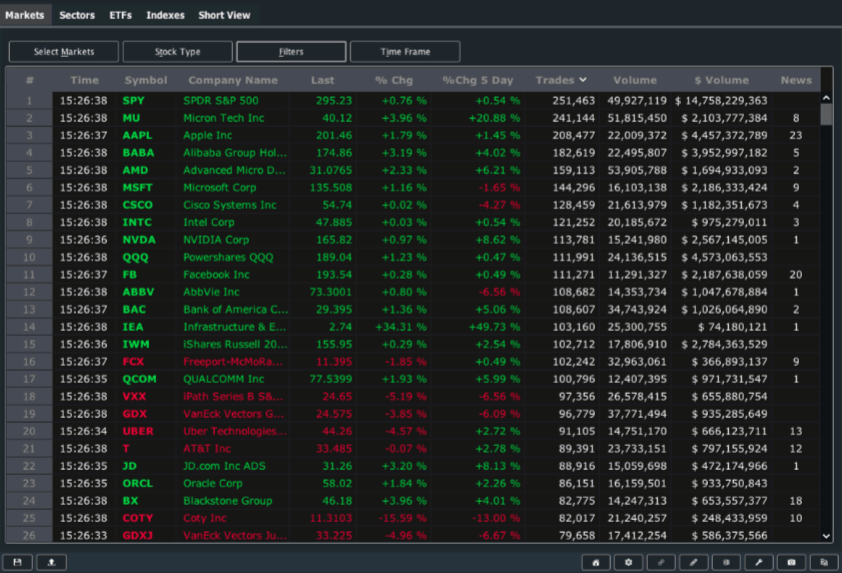 Markets Sectors ETFs Indexes Short View
Select Markets Stock Type Filters Time Frame
# Time Symbol Company Name Last % Chg %Chg 5 Day Trades Volume $ Volume News
1 15:26:38 SPY SPDR S&P 500 295.23 +0.76 % +0.54 % 251,463 49,927,119 $ 14,758,229,363
2 15:26:38 MU Micron Tech Inc 40.12 +3.96 % +20.88 % 241,144 51,815,450 $ 2,103,777,384 8
3 15:26:37 AAPL Apple Inc 201.46 +1.79 % +1.45 % 208,477 22,009,372 $ 4,457,372,789 23
4 15:26:38 BABA Alibaba Group Hol... 174.86 +3.19 % +4.02 % 182,619 22,495,807 $ 3,952,997,182 5
5 15:26:38 AMD Advanced Micro D... 31.0765 +2.33 % +6.21 % 159,113 53,905,788 $ 1,694,933,093 2
6 15:26:38 MSFT Microsoft Corp 135.508 +1.16 % -1.65 % 144,296 16,103,138 $ 2,186,333,424 9
7 15:26:38 CSCO Cisco Systems Inc 54.74 +0.02 % -4.27 % 128,459 21,613,979 $ 1,182,351,673 4
8 15:26:38 INTC Intel Corp 47.885 +0.03 % +0.54 % 121,252 20,185,672 $ 975,279,011 3
9 15:26:36 NVDA NVIDIA Corp 165.82 +0.97 % +8.62 % 113,781 15,241,980 $ 2,567,145,005 1
10 15:26:38 QQQ Powershares QQQ 189.04 +1.23 % +0.47 % 111,991 24,136,515 $ 4,573,063,553
11 15:26:37 FB Facebook Inc 193.54 +0.28 % +0.49 % 111,271 11,291,327 $ 2,187,638,059 20
12 15:26:38 ABBV AbbVie Inc 73.3001 +0.80 % -6.56 % 108,682 14,353,734 $ 1,047,678,884 1
13 15:26:37 BAC Bank of America C... 29.395 +1.36 % +5.06 % 108,607 34,743,924 $ 1,026,064,890 2
14 15:26:38 IEA Infrastructure & E... 2.74 +34.31 % +49.73 % 103,160 25,300,755 $ 74,180,121 1
15 15:26:36 IWM iShares Russell 20... 155.95 +0.29 % +2.54 % 102,712 17,806,910 $ 2,784,363,529
16 15:26:37 FCX Freeport-McMoRa... 11.395 -1.85 % +0.49 % 102,242 32,963,061 $ 366,893,137 9
17 15:26:35 QCOM QUALCOMM Inc 77.5399 +1.93 % +5.99 % 100,796 12,407,395 $ 971,731,547 1
18 15:26:38 VXX iPath Series B S&... 24.65 -5.19 % -6.56 % 97,356 26,578,415 $ 655,880,754
19 15:26:38 GDX VanEck Vectors G... 24.575 -3.85 % -6.09 % 96,779 37,771,494 $ 935,285,649
20 15:26:34 UBER Uber Technologies... 44.26 -4.57 % +2.72 % 91,105 14,751,170 $ 666,123,711 13
21 15:26:38 T AT&T Inc 33.485 -0.07 % +2.78 % 89,391 23,733,151 $ 797,155,924 12
22 15:26:35 JD JD.com Inc ADS 31.26 +3.20 % +8.13 % 88,916 15,059,698 $ 472,174,966 1
23 15:26:35 ORCL Oracle Corp 58.02 +1.84 % +2.26 % 86,151 16,159,501 $ 933,750,843
24 15:26:38 BX Blackstone Group 46.18 +3.96 % +4.01 % 82,775 14,247,313 $ 653,557,377 18
25 15:26:38 COTY Coty Inc 11.3103 -15.59 % -13.00 % 82,017 21,240,257 $ 248,433,959 10
26 15:26:33 GDXJ VanEck Vectors Ju... 33.225 -4.96 % -6.67 % 79,658 17,412,254 $ 586,375,566